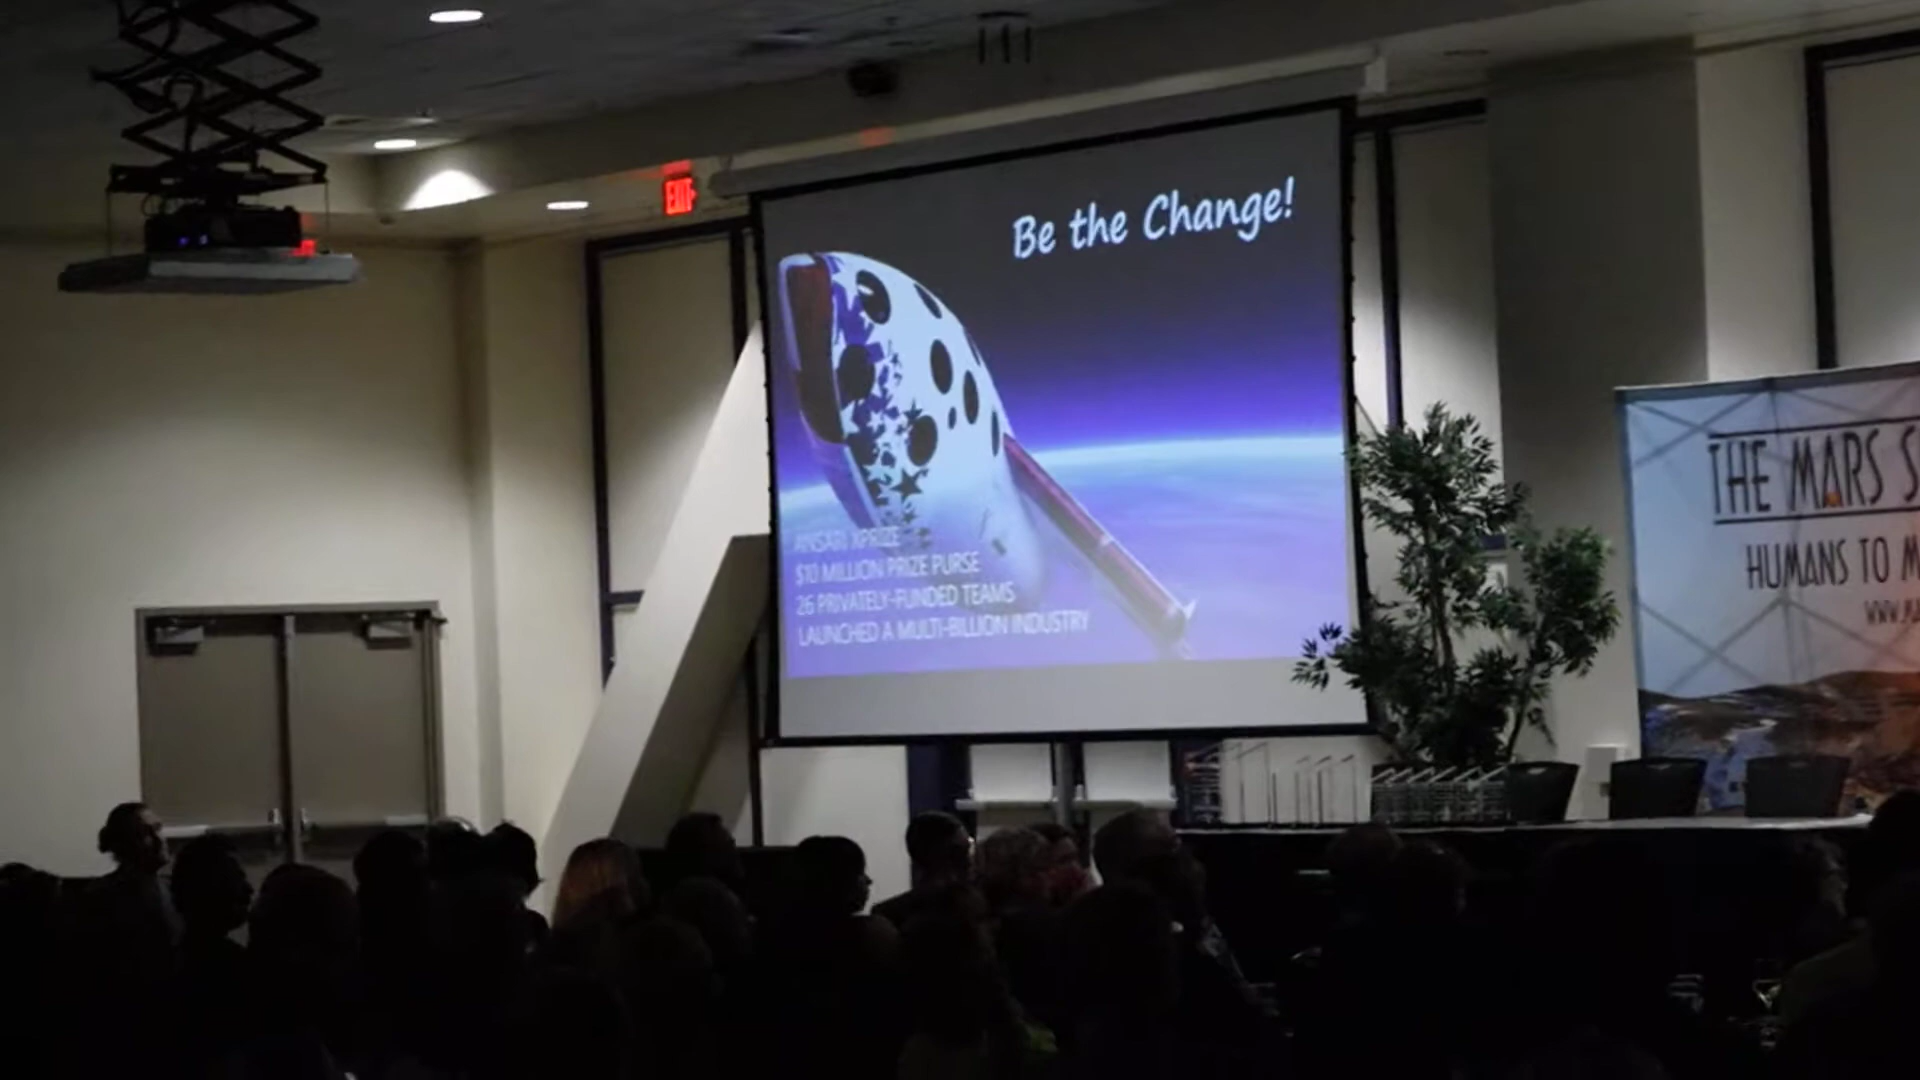 EXIT
Be the Change!
ANSARI XPRIZE
$10 MILLION PRIZE PURSE
26 PRIVATELY-FUNDED TEAMS
LAUNCHED A MULTI-BILLION INDUSTRY
THE MARS
HUMANS TO